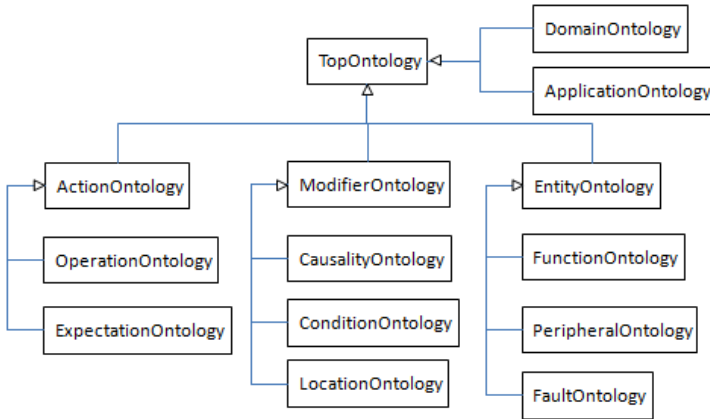 DomainOntology
TopOntology
ApplicationOntology
ActionOntology
ModifierOntology
EntityOntology
OperationOntology
CausalityOntology
FunctionOntology
ExpectationOntology
ConditionOntology
PeripheralOntology
LocationOntology
FaultOntology